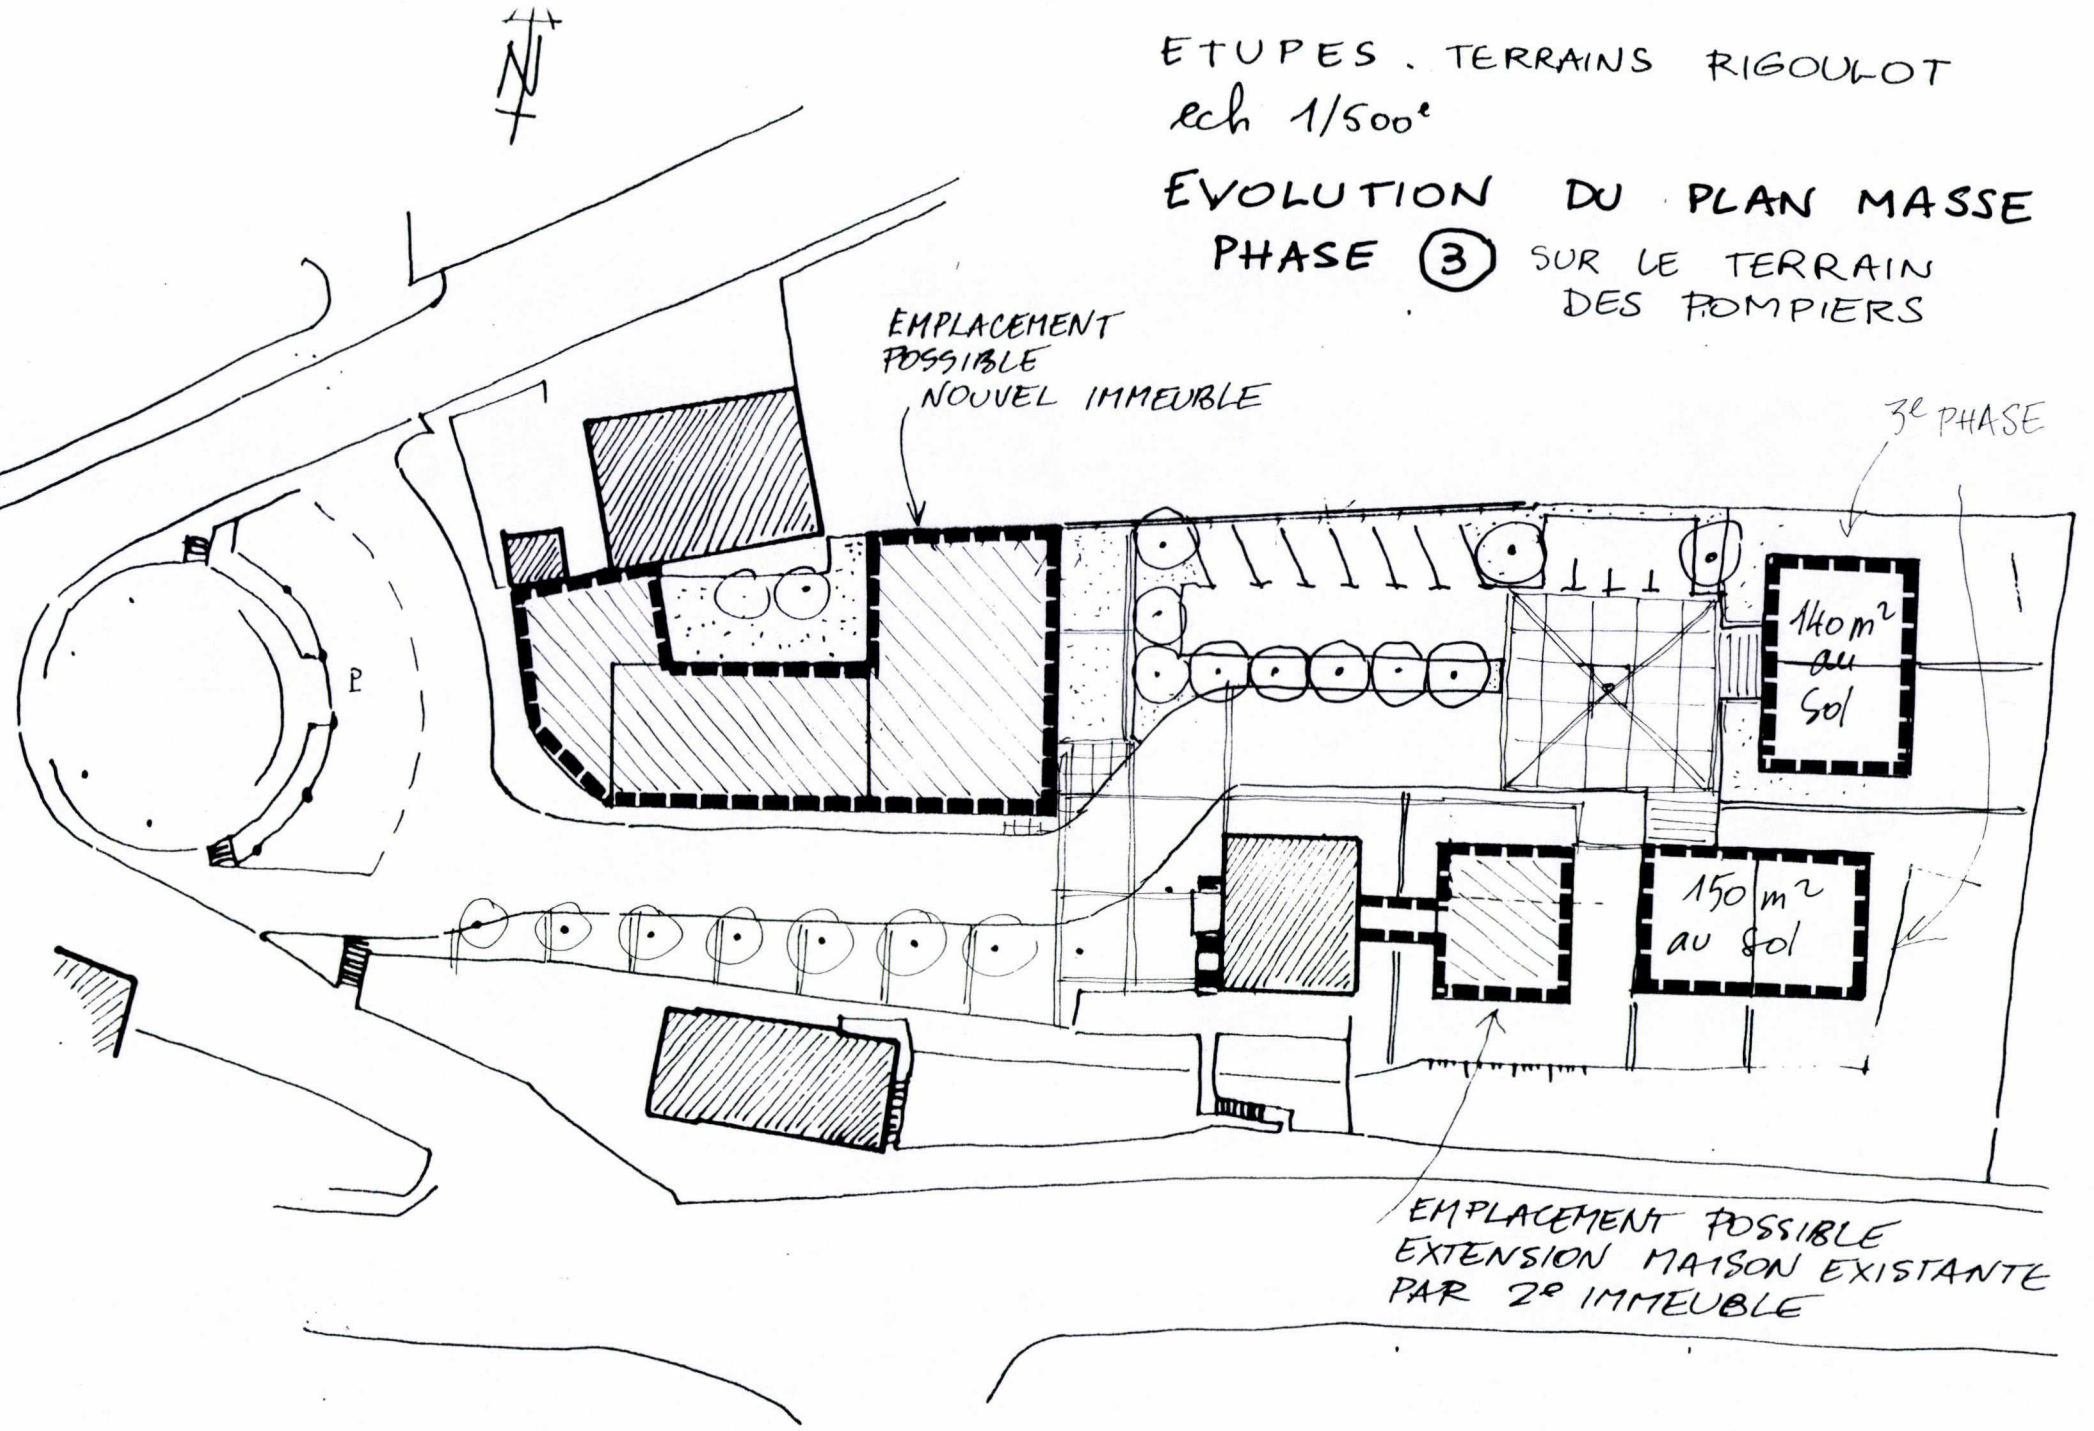 N
ETUPES. TERRAINS RIGOULOT
ech 1/500e
EVOLUTION DU PLAN MASSE
PHASE 3 SUR LE TERRAIN
DES POMPIERS
EMPLACEMENT
POSSIBLE
NOUVEL IMMEUBLE
3e PHASE
140 m²
au
Sol
P
150 m²
au Sol
EMPLACEMENT POSSIBLE
EXTENSION MAISON EXISTANTE
PAR 2e IMMEUBLE